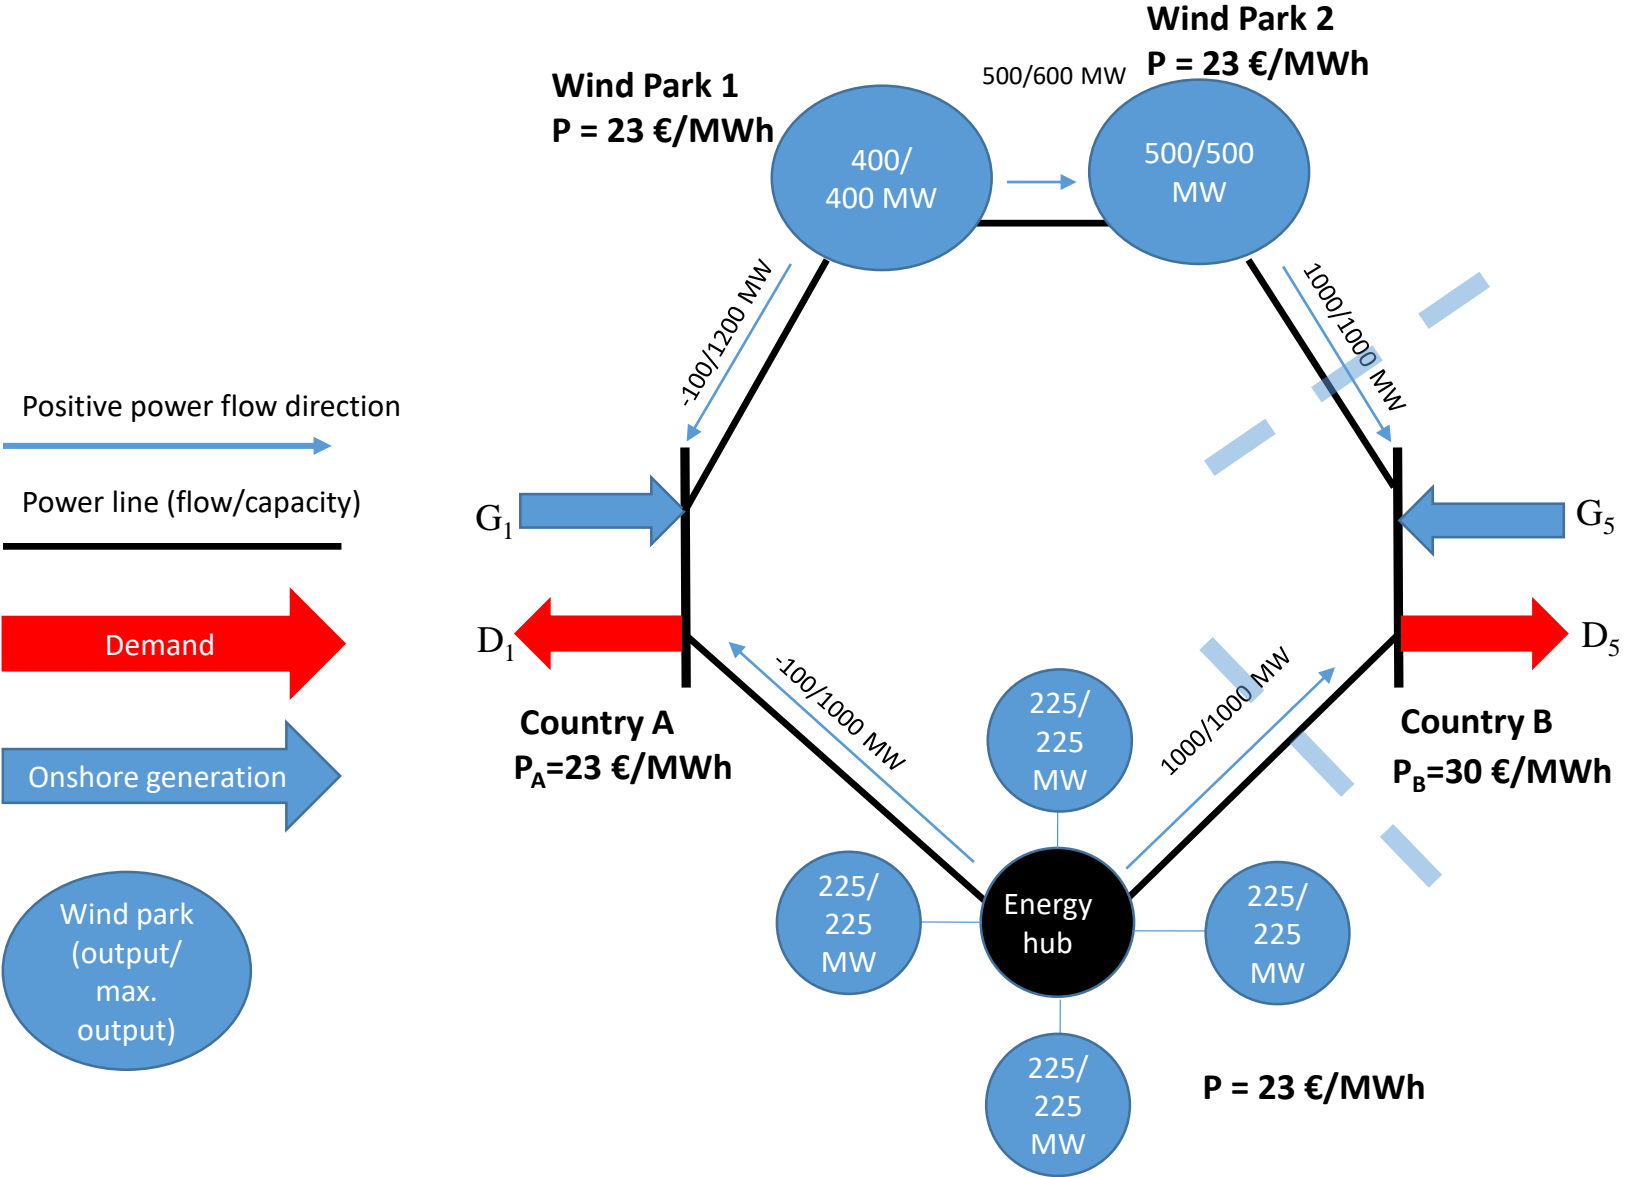 Wind Park 2
P = 23 €/MWh
500/600 MW
Wind Park 1
P = 23 €/MWh
400/
400 MW
500/500
MW
-100/1200 MW
1000/1000 MW
Positive power flow direction
Power line (flow/capacity)
Demand
Onshore generation
Wind park
(output/
max.
output)
G1
D1
G5
D5
Country A
PA=23 €/MWh
Country B
PB=30 €/MWh
-100/1000 MW
1000/1000 MW
225/
225
MW
225/
225
MW
Energy
hub
225/
225
MW
225/
225
MW
P = 23 €/MWh